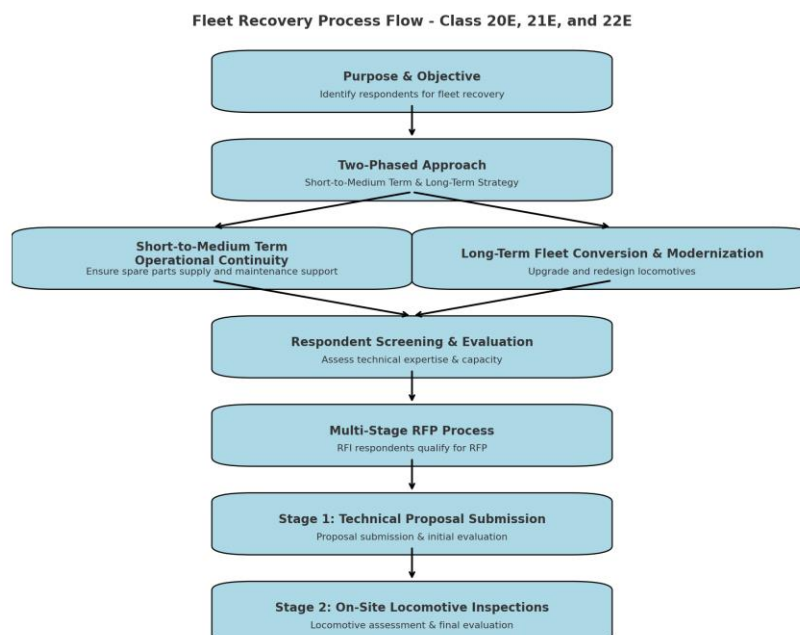 Fleet Recovery Process Flow - Class 20E, 21E, and 22E
Purpose & Objective
Identify respondents for fleet recovery
Two-Phased Approach
Short-to-Medium Term & Long-Term Strategy
Short-to-Medium Term
Operational Continuity
Ensure spare parts supply and maintenance support
Long-Term Fleet Conversion & Modernization
Upgrade and redesign locomotives
Respondent Screening & Evaluation
Assess technical expertise & capacity
Multi-Stage RFP Process
RFI respondents qualify for RFP
Stage 1: Technical Proposal Submission
Proposal submission & initial evaluation
Stage 2: On-Site Locomotive Inspections
Locomotive assessment & final evaluation